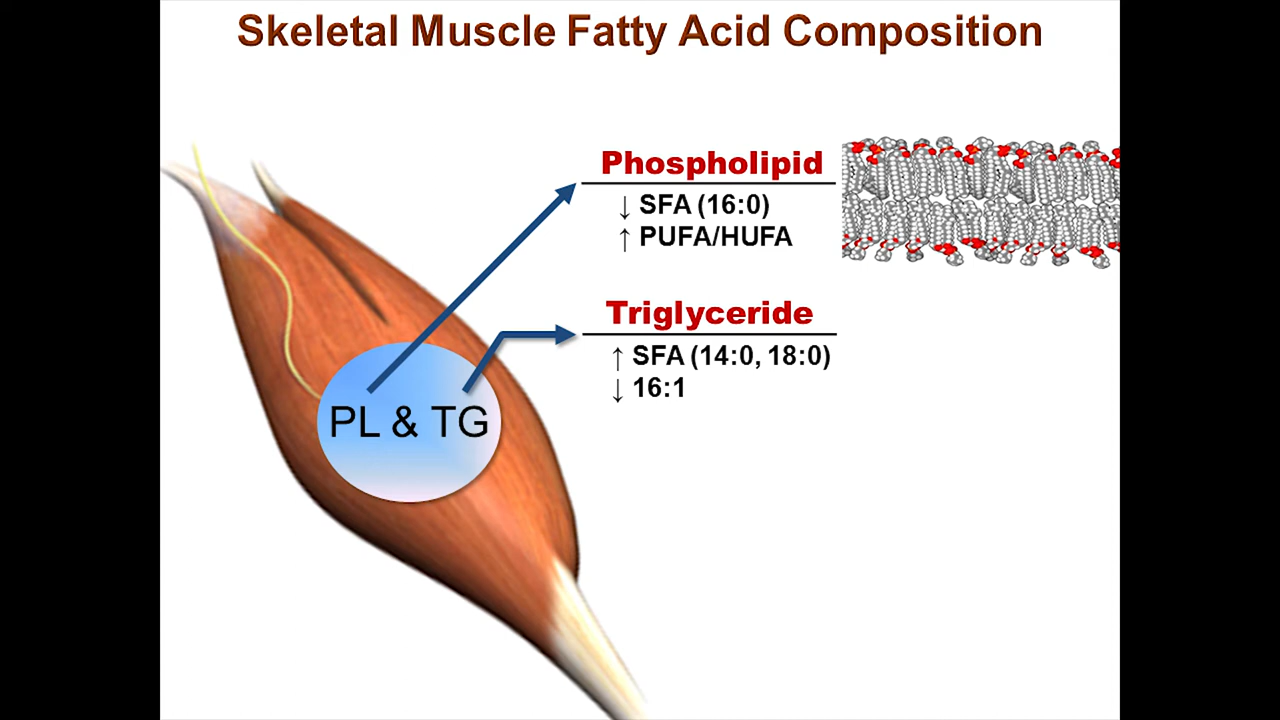 Skeletal Muscle Fatty Acid Composition
Phospholipid
↓ SFA (16:0)
↑ PUFA/HUFA
Triglyceride
↑ SFA (14:0, 18:0)
↓ 16:1
PL & TG